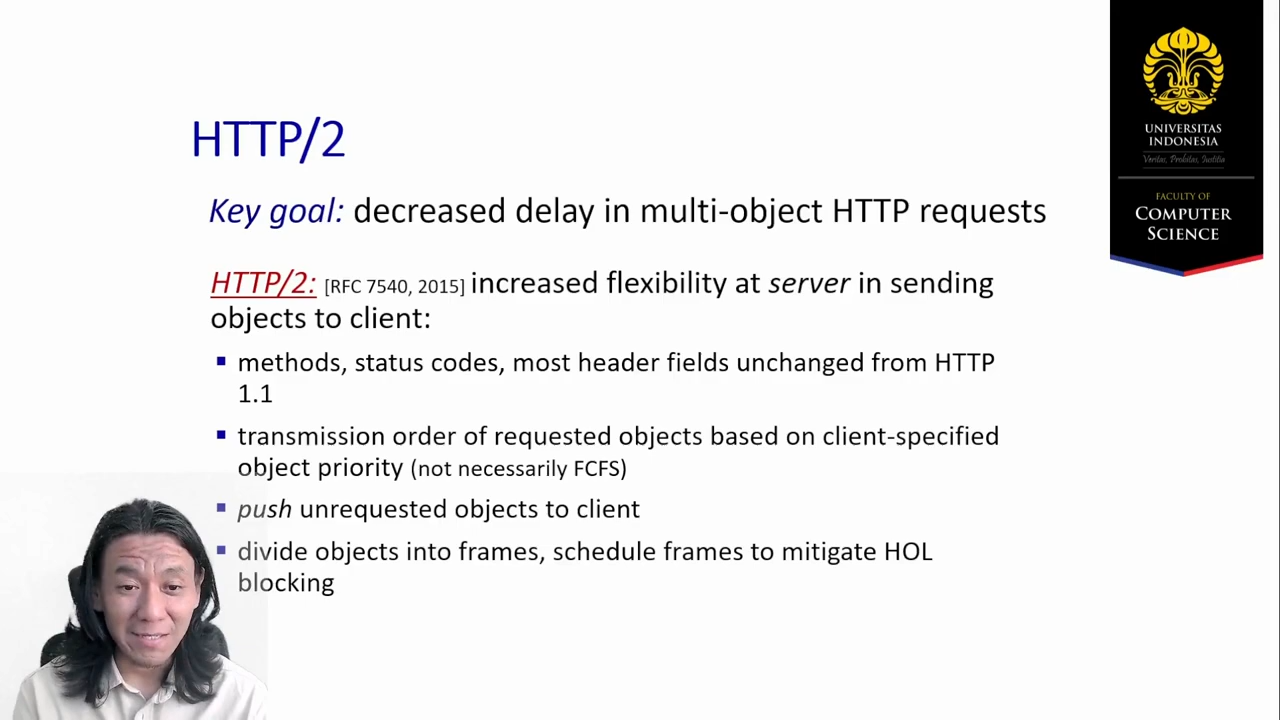 HTTP/2
Key goal: decreased delay in multi-object HTTP requests
HTTP/2: [RFC 7540, 2015] increased flexibility at server in sending
objects to client:
▪ methods, status codes, most header fields unchanged from HTTP
1.1
▪ transmission order of requested objects based on client-specified
object priority (not necessarily FCFS)
▪ push unrequested objects to client
▪ divide objects into frames, schedule frames to mitigate HOL
blocking
UNIVERSITAS
INDONESIA
Veritas, Probitas, Iustitia
FACULTY OF
COMPUTER
SCIENCE